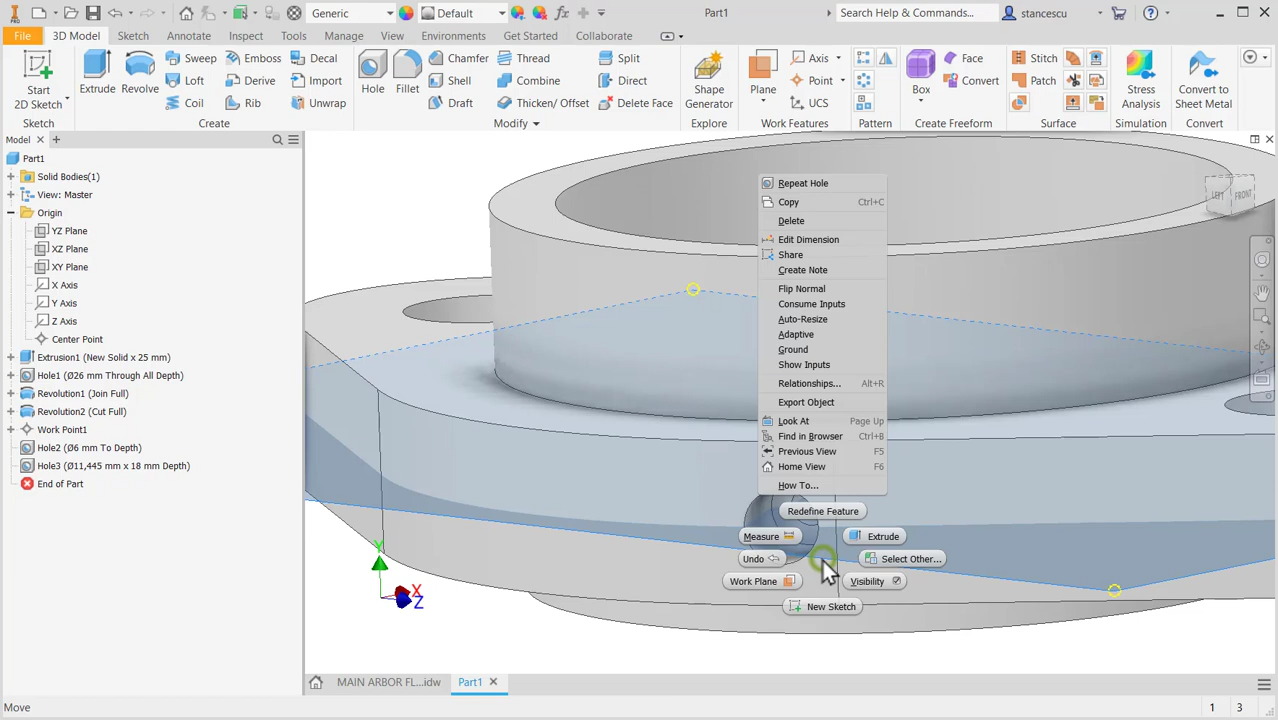 PRO
Generic
Default
fx
Part1
Search Help & Commands...
stancescu
File
3D Model
Sketch
Annotate
Inspect
Tools
Manage
View
Environments
Get Started
Collaborate
Start
2D Sketch
Extrude
Revolve
Sweep
Loft
Coil
Emboss
Derive
Rib
Decal
Import
Unwrap
Hole
Fillet
Chamfer
Shell
Draft
Thread
Combine
Thicken/ Offset
Split
Direct
Delete Face
Shape
Generator
Plane
Axis
Point
UCS
Box
Face
Convert
Stitch
Patch
Stress
Analysis
Convert to
Sheet Metal
Sketch
Create
Modify
Explore
Work Features
Pattern
Create Freeform
Surface
Simulation
Convert
Model
Part1
Solid Bodies(1)
View: Master
Origin
YZ Plane
XZ Plane
XY Plane
X Axis
Y Axis
Z Axis
Center Point
Extrusion1 (New Solid x 25 mm)
Hole1 (Ø26 mm Through All Depth)
Revolution1 (Join Full)
Revolution2 (Cut Full)
Work Point1
Hole2 (Ø6 mm To Depth)
Hole3 (Ø11,445 mm x 18 mm Depth)
End of Part
LEFT
FRONT
Repeat Hole
Copy Ctrl+C
Delete
Edit Dimension
Share
Create Note
Flip Normal
Consume Inputs
Auto-Resize
Adaptive
Ground
Show Inputs
Relationships... Alt+R
Export Object
Look At Page Up
Find in Browser Ctrl+B
Previous View F5
Home View F6
How To...
Redefine Feature
Measure
Extrude
Undo
Select Other...
Work Plane
Visibility
New Sketch
Y
X
Z
MAIN ARBOR FL...idw
Part1
Move
1 3